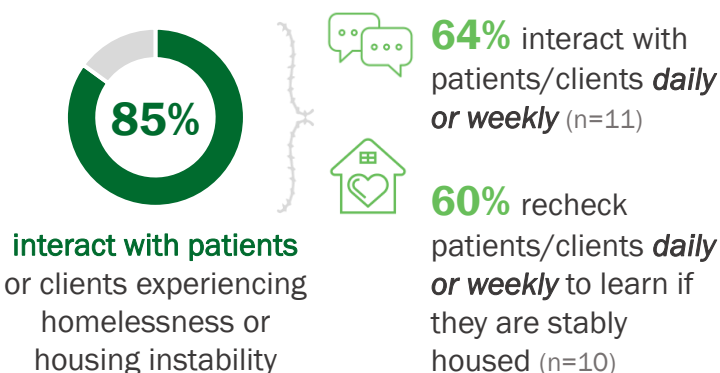 85%
interact with patients
or clients experiencing
homelessness or
housing instability
64% interact with
patients/clients daily
or weekly (n=11)
60% recheck
patients/clients daily
or weekly to learn if
they are stably
housed (n=10)